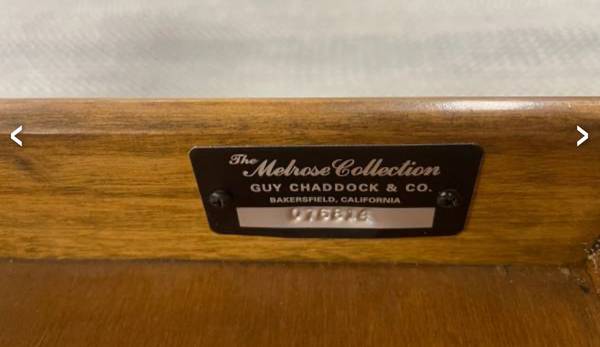 The Melrose Collection
GUY CHADDOCK & CO.
BAKERSFIELD, CALIFORNIA